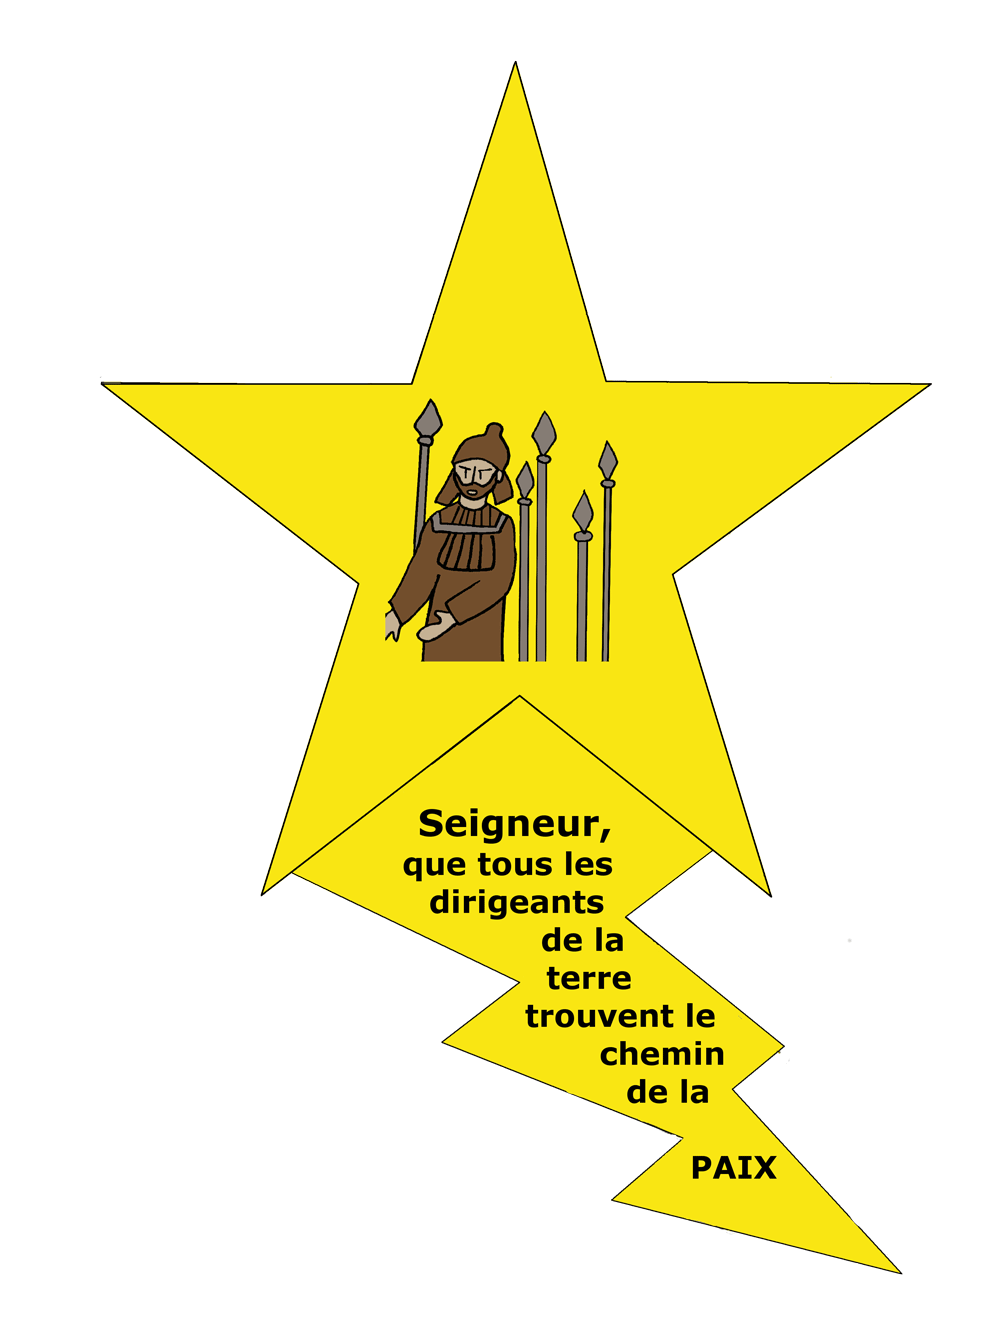 Seigneur,
que tous les
dirigeants
de la
terre
trouvent le
chemin
de la
PAIX